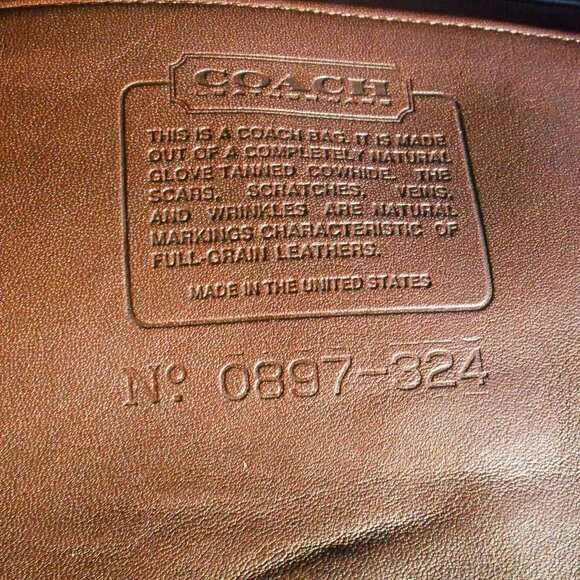 COACH
THIS IS A COACH BAG. IT IS MADE
OUT OF A COMPLETELY NATURAL
GLOVE TANNED COWHIDE. THE
SCARS, SCRATCHES, VEINS,
AND WRINKLES ARE NATURAL
MARKINGS CHARACTERISTIC OF
FULL-GRAIN LEATHERS.
MADE IN THE UNITED STATES
Nº 0897-324